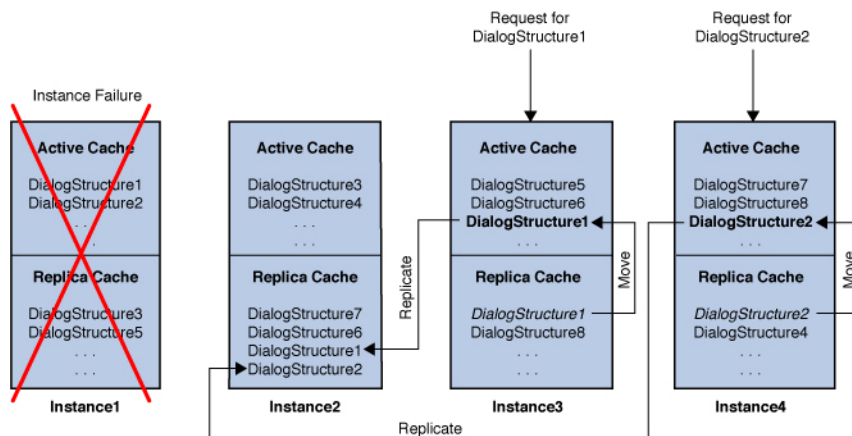 Request for
DialogStructure1
Request for
DialogStructure2
Instance Failure
Active Cache
DialogStructure1
DialogStructure2
. . .
. . .
Replica Cache
DialogStructure3
DialogStructure5
. . .
. . .
Instance1
Active Cache
DialogStructure3
DialogStructure4
. . .
. . .
Replica Cache
DialogStructure7
DialogStructure6
DialogStructure1
DialogStructure2
Instance2
Replicate
Active Cache
DialogStructure5
DialogStructure6
DialogStructure1
. . .
Replica Cache
DialogStructure1
DialogStructure8
. . .
. . .
Instance3
Move
Active Cache
DialogStructure7
DialogStructure8
DialogStructure2
. . .
Replica Cache
DialogStructure2
DialogStructure4
. . .
. . .
Instance4
Move
Replicate